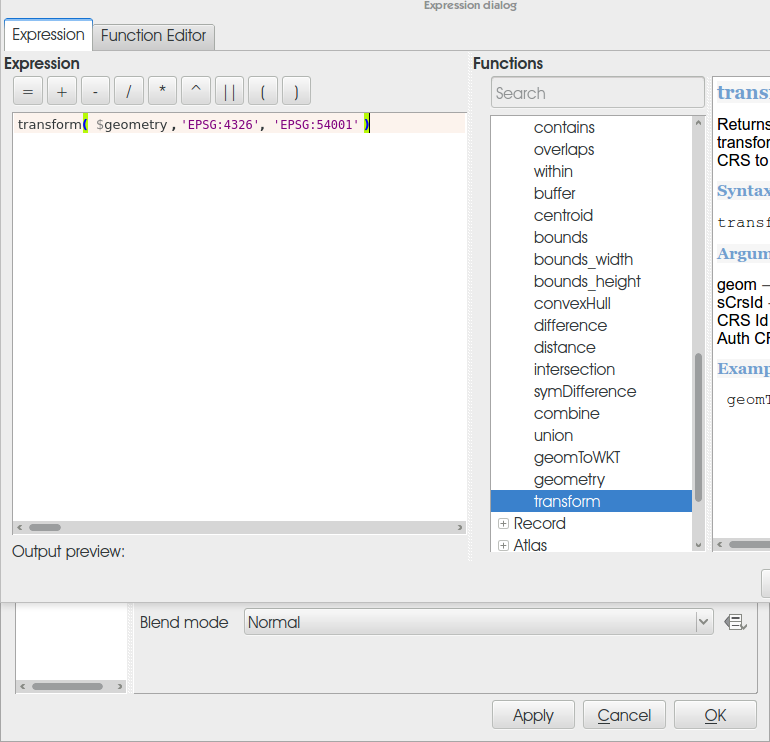 Expression dialog
Expression
Function Editor
Expression
= + - / * ^ || ( )
transform( $geometry , 'EPSG:4326', 'EPSG:54001' )
Output preview:
Functions
Search
contains
overlaps
within
buffer
centroid
bounds
bounds_width
bounds_height
convexHull
difference
distance
intersection
symDifference
combine
union
geomToWKT
geometry
transform
Record
Atlas
trans
Returns
transfor
CRS to
Syntax
transf
Argum
geom –
sCrsId -
CRS Id
Auth CR
Examp
geomT
Blend mode
Normal
Apply
Cancel
OK